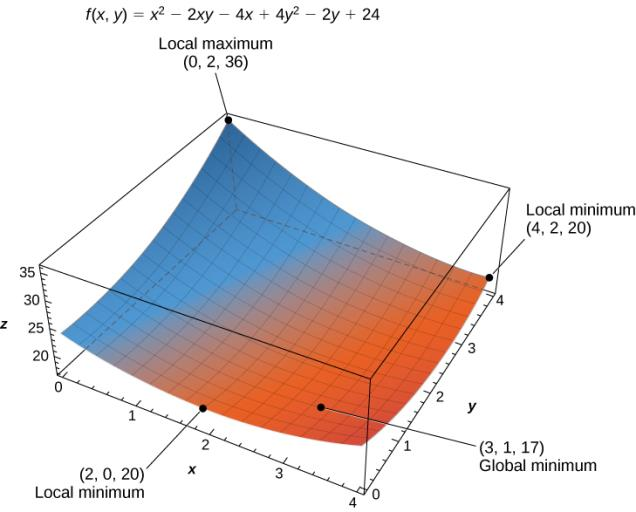 f(x, y) = x² − 2xy − 4x + 4y² − 2y + 24
Local maximum
(0, 2, 36)
Local minimum
(4, 2, 20)
35
30
z
25
20
0
1
2
x
3
4
4
3
2
y
1
0
(3, 1, 17)
Global minimum
(2, 0, 20)
Local minimum